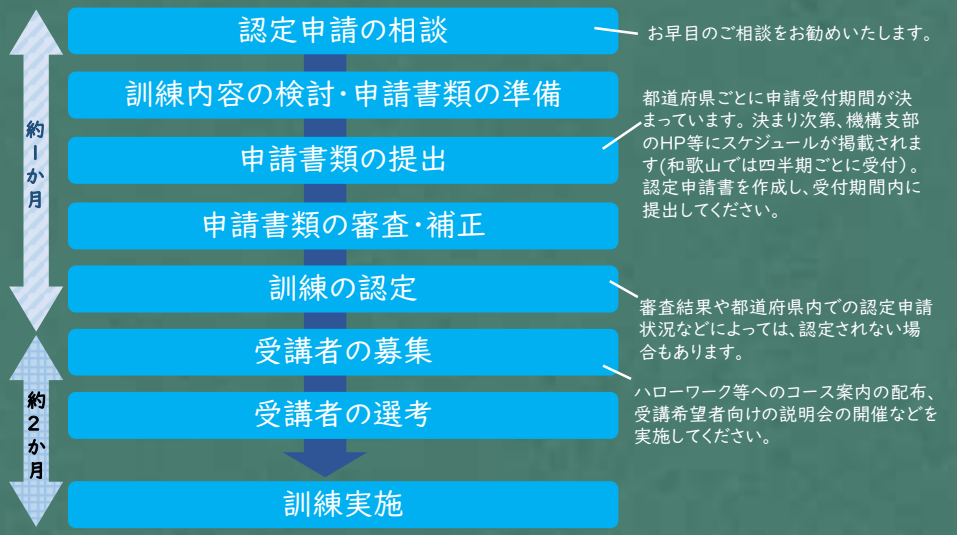 認定申請の相談
お早目のご相談をお勧めいたします。
訓練内容の検討・申請書類の準備
都道府県ごとに申請受付期間が決
まっています。決まり次第、機構支部
のHP等にスケジュールが掲載されま
す(和歌山では四半期ごとに受付)。
認定申請書を作成し、受付期間内に
提出してください。
約1か月
申請書類の提出
申請書類の審査・補正
訓練の認定
審査結果や都道府県内での認定申請
状況などによっては、認定されない場
合もあります。
受講者の募集
ハローワーク等へのコース案内の配布、
受講希望者向けの説明会の開催などを
実施してください。
約2か月
受講者の選考
訓練実施